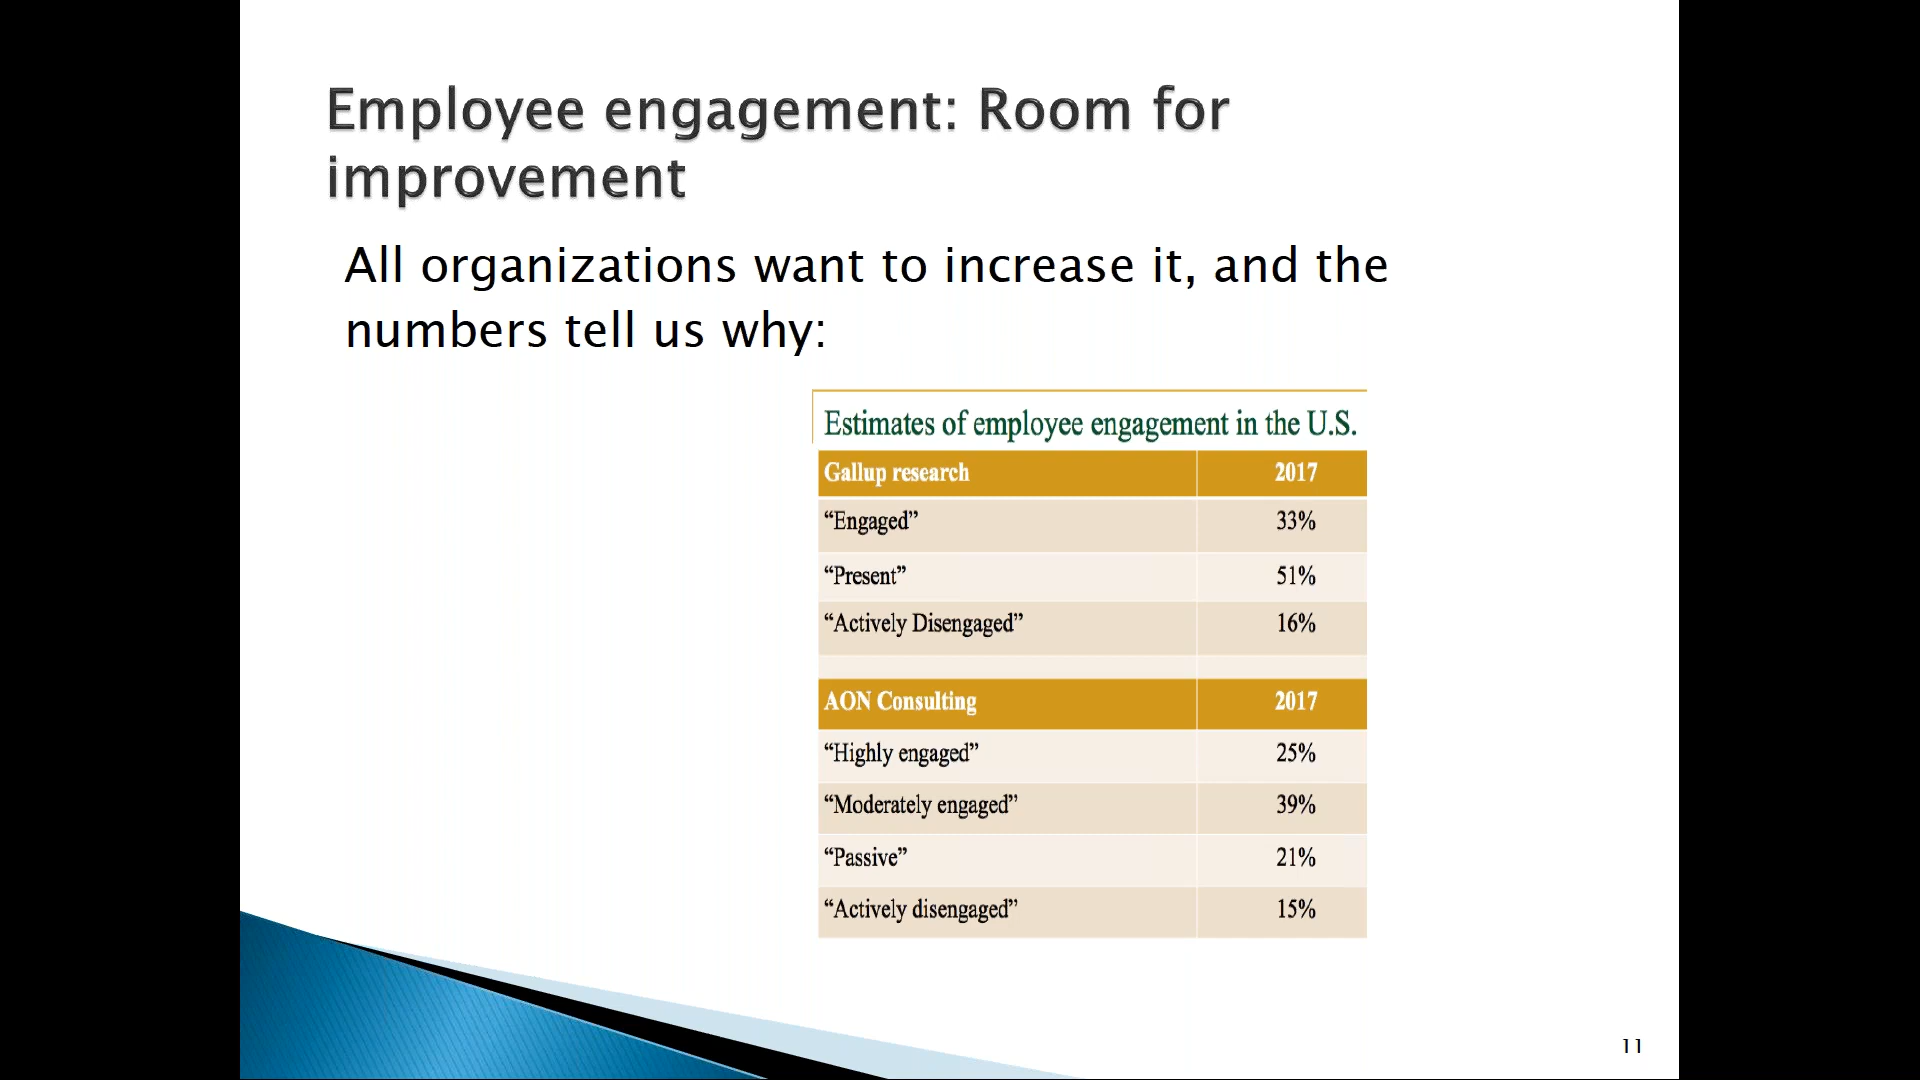 Employee engagement: Room for
improvement
All organizations want to increase it, and the
numbers tell us why:
Estimates of employee engagement in the U.S.
Gallup research 2017
“Engaged” 33%
“Present” 51%
“Actively Disengaged” 16%
AON Consulting 2017
“Highly engaged” 25%
“Moderately engaged” 39%
“Passive” 21%
“Actively disengaged” 15%
11